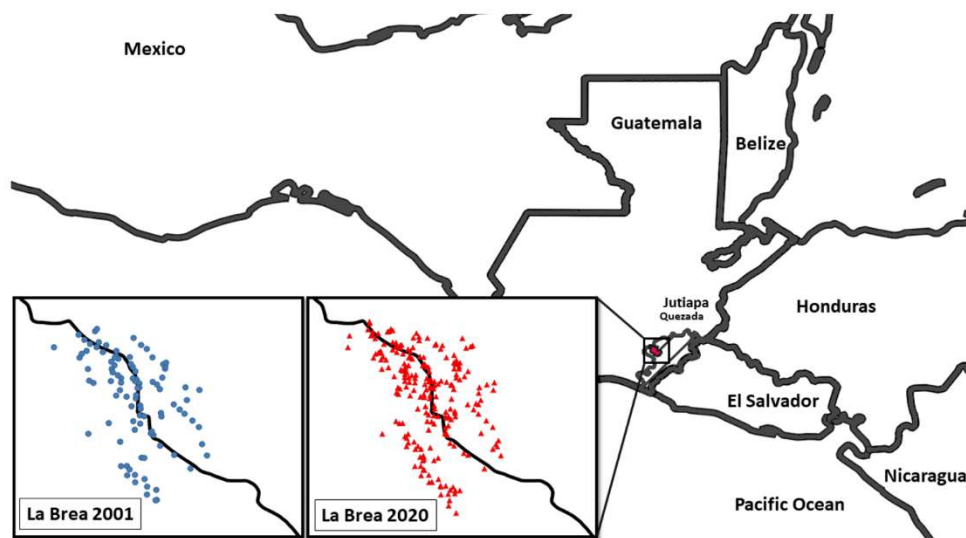 Mexico
Guatemala
Belize
Jutiapa
Quezada
Honduras
El Salvador
Nicaragua
Pacific Ocean
La Brea 2001
La Brea 2020